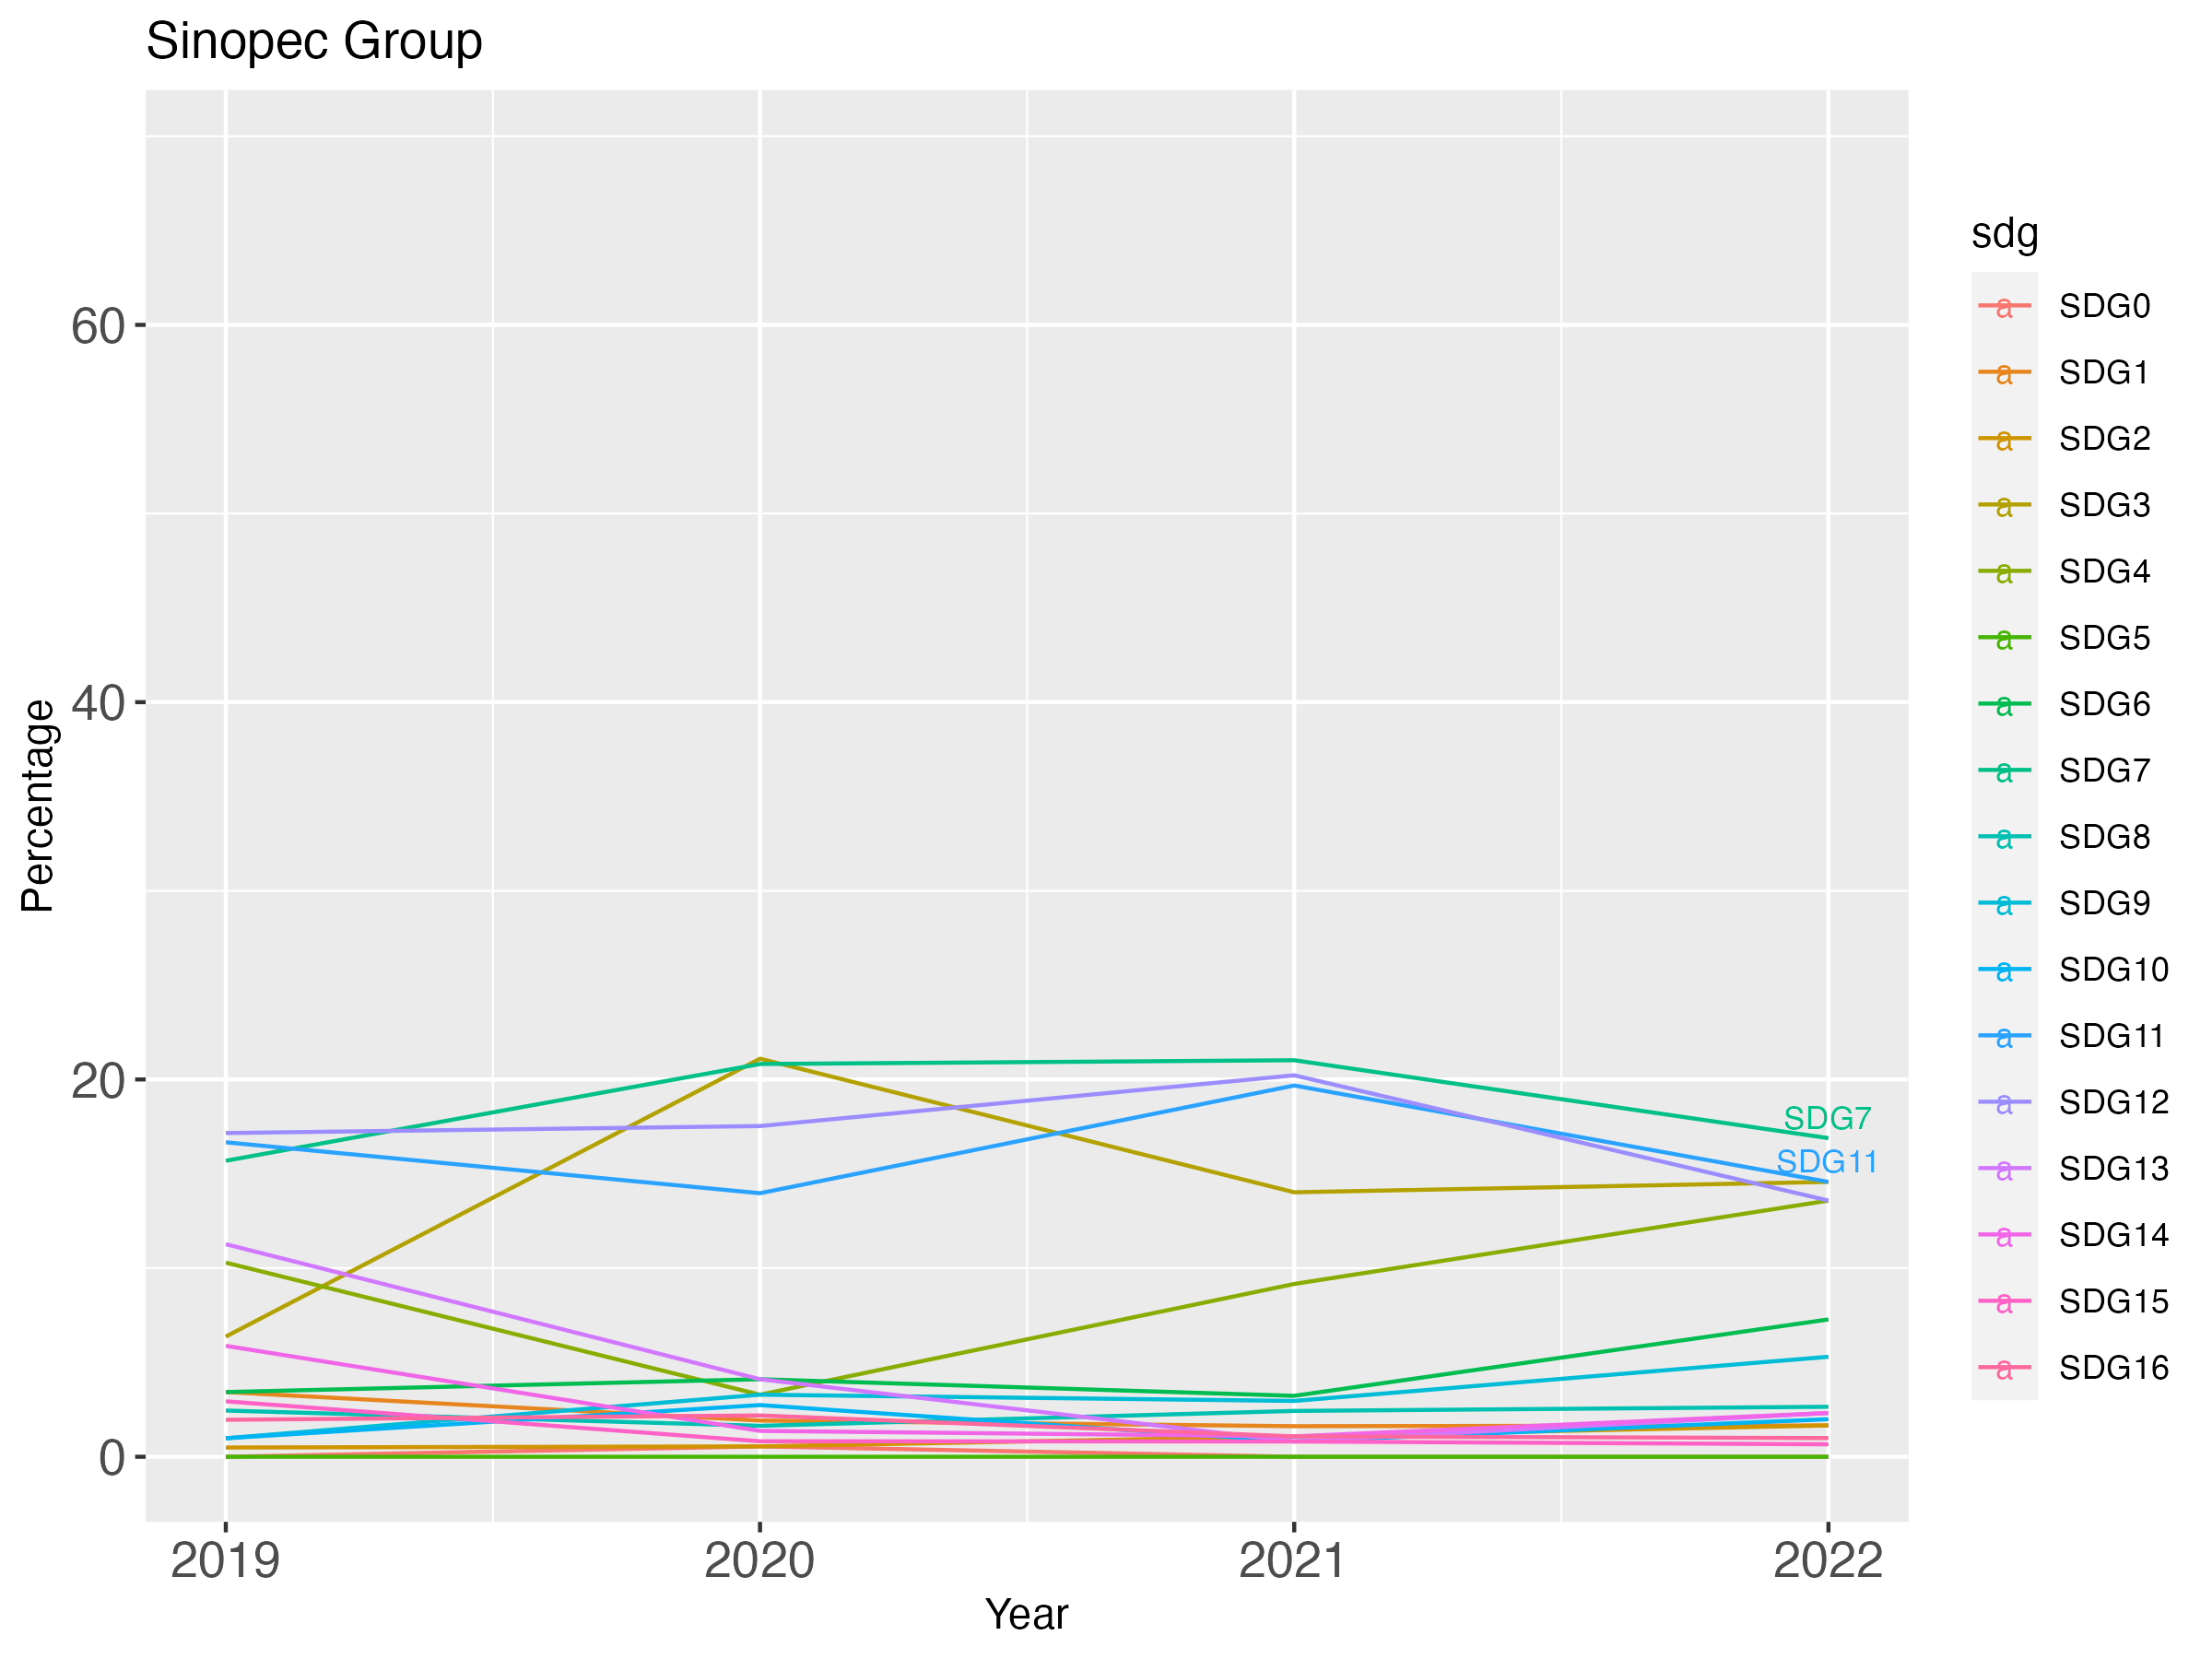 Sinopec Group
60
40
20
0
Percentage
2019
2020
2021
2022
Year
SDG7
SDG11
sdg
a SDG0
a SDG1
a SDG2
a SDG3
a SDG4
a SDG5
a SDG6
a SDG7
a SDG8
a SDG9
a SDG10
a SDG11
a SDG12
a SDG13
a SDG14
a SDG15
a SDG16